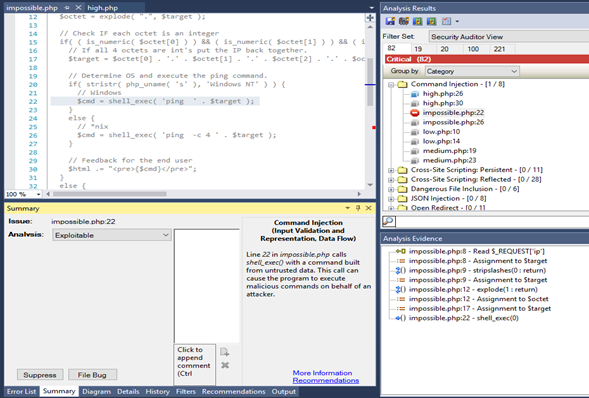 impossible.php
high.php
12 $octet = explode( ".", $target );
13
14 // Check IF each octet is an integer
15 if( ( is_numeric( $octet[0] ) ) && ( is_numeric( $octet[1] ) ) && ( i
16 // If all 4 octets are int's put the IP back together.
17 $target = $octet[0] . '.' . $octet[1] . '.' . $octet[2] . '.' . $oc
18
19 // Determine OS and execute the ping command.
20 if( stristr( php_uname( 's' ), 'Windows NT' ) ) {
21 // Windows
22 $cmd = shell_exec( 'ping ' . $target );
23 }
24 else {
25 // *nix
26 $cmd = shell_exec( 'ping -c 4 ' . $target );
27 }
28
29 // Feedback for the end user
30 $html .= "<pre>{$cmd}</pre>";
31 }
32 else {
100 %
Summary
Issue: impossible.php:22
Analysis: Exploitable
Click to
append
comment
(Ctrl
Suppress
File Bug
Command Injection
(Input Validation and
Representation, Data Flow)
Line 22 in impossible.php calls
shell_exec() with a command built
from untrusted data. This call can
cause the program to execute
malicious commands on behalf of an
attacker.
More Information
Recommendations
Error List Summary Diagram Details History Filters Recommendations Output
Analysis Results
Filter Set: Security Auditor View
82 19 20 100 221
Critical (82)
Group by Category
Command Injection - [1 / 8]
high.php:26
high.php:30
impossible.php:22
impossible.php:26
low.php:10
low.php:14
medium.php:19
medium.php:23
Cross-Site Scripting: Persistent - [0 / 11]
Cross-Site Scripting: Reflected - [0 / 28]
Dangerous File Inclusion - [0 / 6]
JSON Injection - [0 / 8]
Open Redirect - [0 / 1]
Analysis Evidence
impossible.php:8 - Read $_REQUEST['ip']
impossible.php:8 - Assignment to $target
impossible.php:9 - stripslashes(0 : return)
impossible.php:9 - Assignment to $target
impossible.php:12 - explode(1 : return)
impossible.php:12 - Assignment to $octet
impossible.php:17 - Assignment to $target
impossible.php:22 - shell_exec(0)